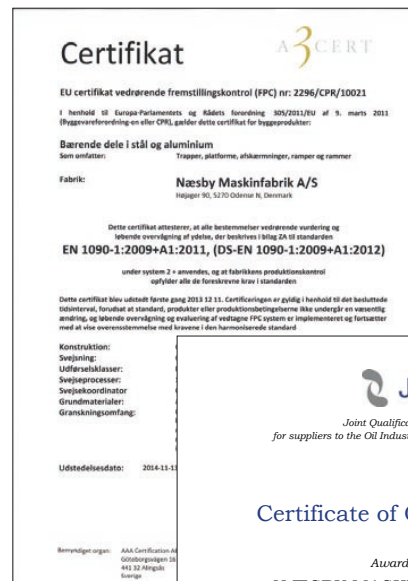 A3CERT
Certifikat
EU certifikat vedrørende fremstillingskontrol (FPC) nr: 2296/CPR/10021
I henhold til Europa-Parlamentets og Rådets forordning 305/2011/EU af 9. marts 2011
(Byggevareforordning-en eller CPR), gælder dette certifikat for byggeprodukter:
Bærende dele i stål og aluminium
Som omfatter: Trapper, platforme, afskærmninger, ramper og rammer
Fabrik: Næsby Maskinfabrik A/S
Højager 90, 5270 Odense N, Denmark
Dette certifikat attesterer, at alle bestemmelser vedrørende vurdering og
løbende overvågning af ydelse, der beskrives i bilag ZA til standarden
EN 1090-1:2009+A1:2011, (DS-EN 1090-1:2009+A1:2012)
under system 2 + anvendes, og at fabrikkens produktionskontrol
opfylder alle de foreskrevne krav i standarden
Dette certifikat blev udstedt første gang 2013 12 11. Certificeringen er gyldig i henhold til det besluttede
tidsinterval, forudsat at standard, produkter eller produktionsbetingelserne ikke undergår en væsentlig
ændring, og løbende overvågning og evaluering af vedtagne FPC system er implementeret og fortsætter
med at vise overensstemmelse med kravene i den harmoniserede standard
Konstruktion:
Svejsning:
Udførselsklasser:
Svejseprocesser:
Svejsekoordinator
Grundmaterialer:
Granskningsomfang:
Udstedelsesdato: 2014-11-1
Bemyndiget organ: AAA Certification A
Göteborgsvägen 16
441 32 Alingsås
Sverige
J
Joint Qualifica
for suppliers to the Oil Indust
Certificate of
Award